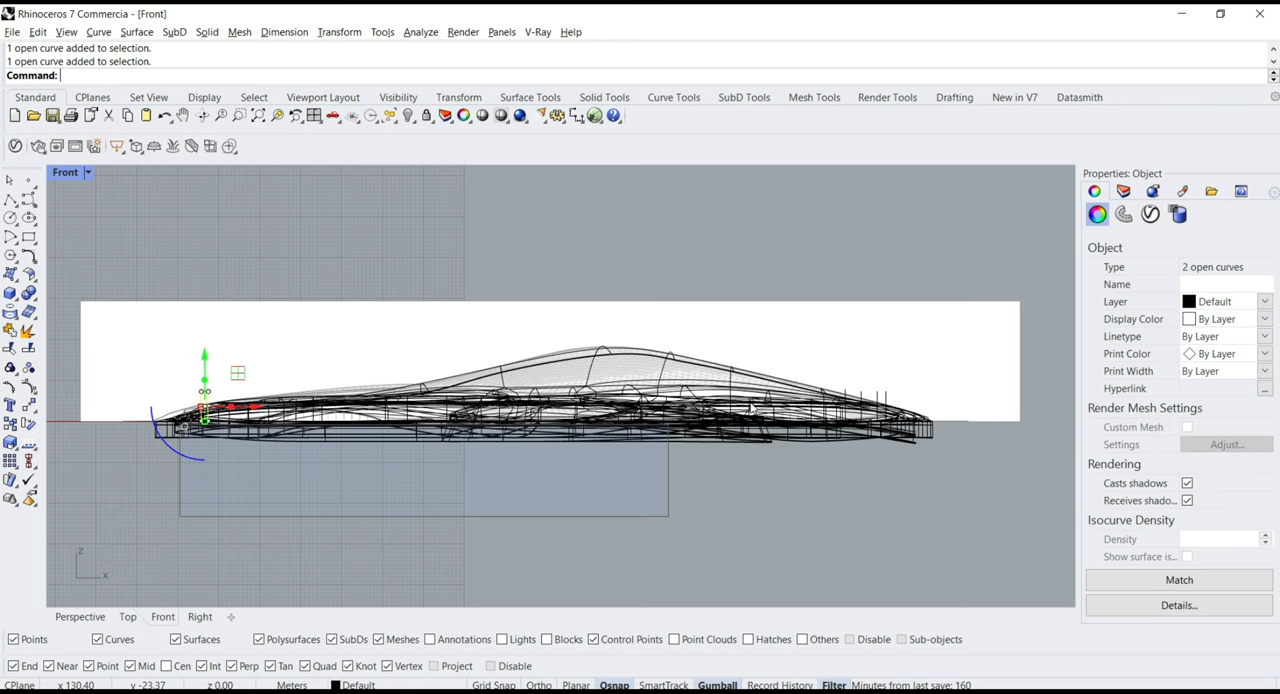 Rhinoceros 7 Commercia - [Front]
File Edit View Curve Surface SubD Solid Mesh Dimension Transform Tools Analyze Render Panels V-Ray Help
1 open curve added to selection.
1 open curve added to selection.
Command:
Standard CPlanes Set View Display Select Viewport Layout Visibility Transform Surface Tools Solid Tools Curve Tools SubD Tools Mesh Tools Render Tools Drafting New in V7 Datasmith
Front
Properties: Object
Object
Type 2 open curves
Name
Layer Default
Display Color By Layer
Linetype By Layer
Print Color By Layer
Print Width By Layer
Hyperlink ...
Render Mesh Settings
Custom Mesh
Settings Adjust...
Rendering
Casts shadows
Receives shado...
Isocurve Density
Density
Show surface is...
Match
Details...
z
x
Perspective Top Front Right
Points Curves Surfaces Polysurfaces SubDs Meshes Annotations Lights Blocks Control Points Point Clouds Hatches Others Disable Sub-objects
End Near Point Mid Cen Int Perp Tan Quad Knot Vertex Project Disable
CPlane x 130.40 y -23.37 z 0.00 Meters Default Grid Snap Ortho Planar Osnap SmartTrack Gumball Record History Filter Minutes from last save: 160